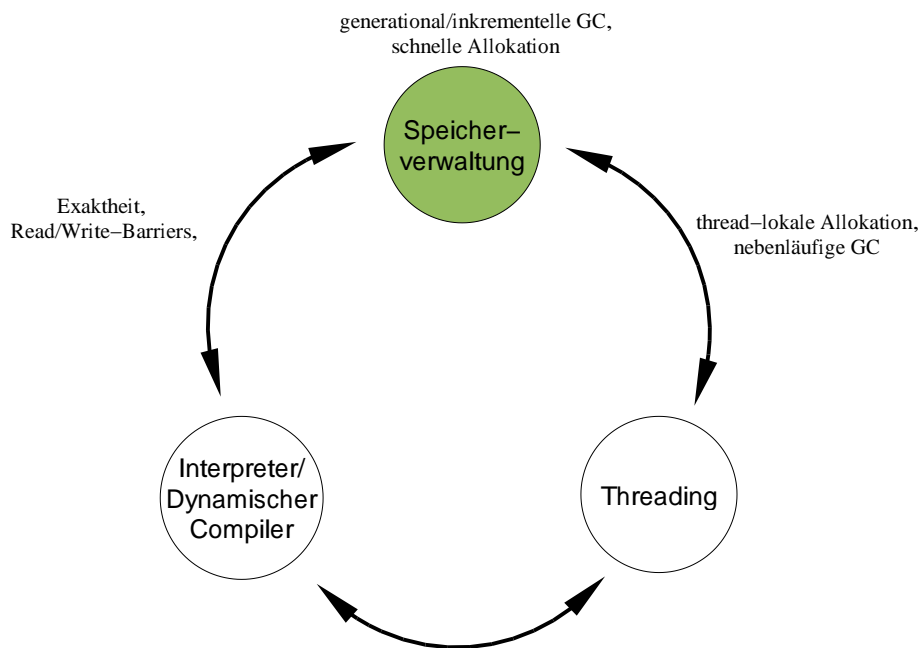 generational/inkrementelle GC,
schnelle Allokation
Speicher–
verwaltung
Exaktheit,
Read/Write–Barriers,
thread–lokale Allokation,
nebenläufige GC
Interpreter/
Dynamischer
Compiler
Threading